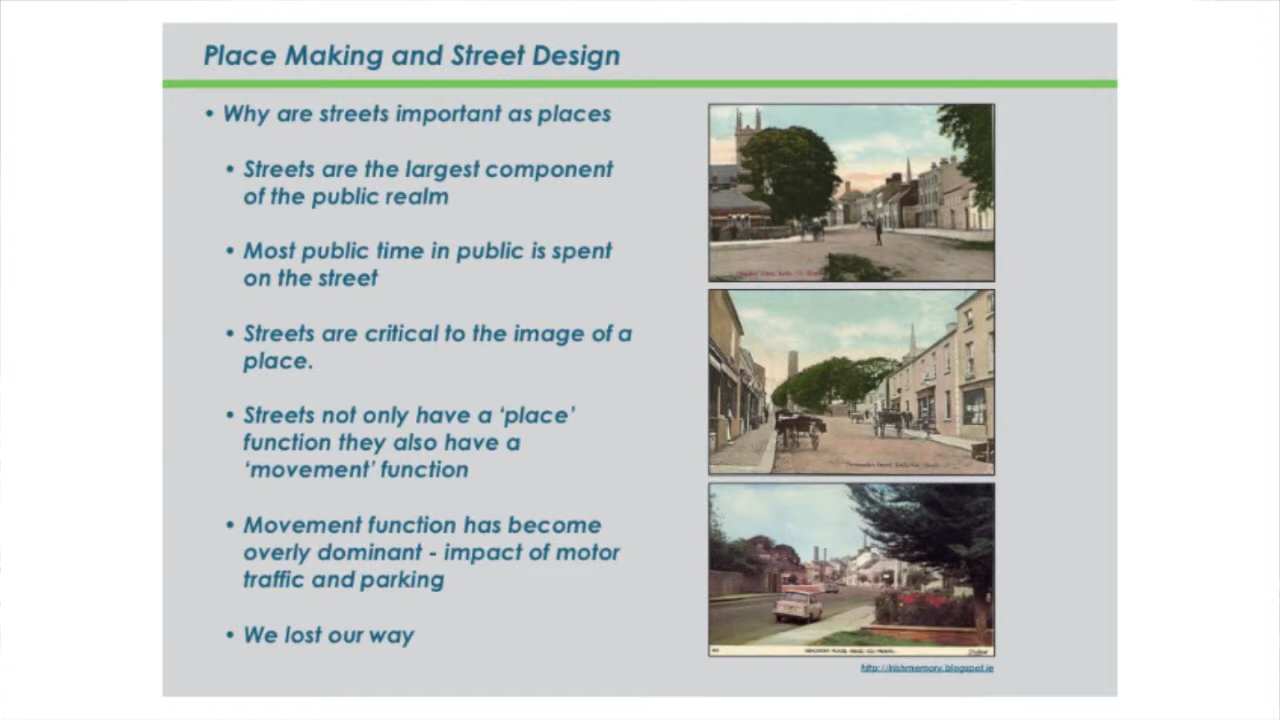 Place Making and Street Design
• Why are streets important as places
• Streets are the largest component
of the public realm
• Most public time in public is spent
on the street
• Streets are critical to the image of a
place.
• Streets not only have a ‘place’
function they also have a
‘movement’ function
• Movement function has become
overly dominant - impact of motor
traffic and parking
• We lost our way
http://irishmemory.blogspot.ie